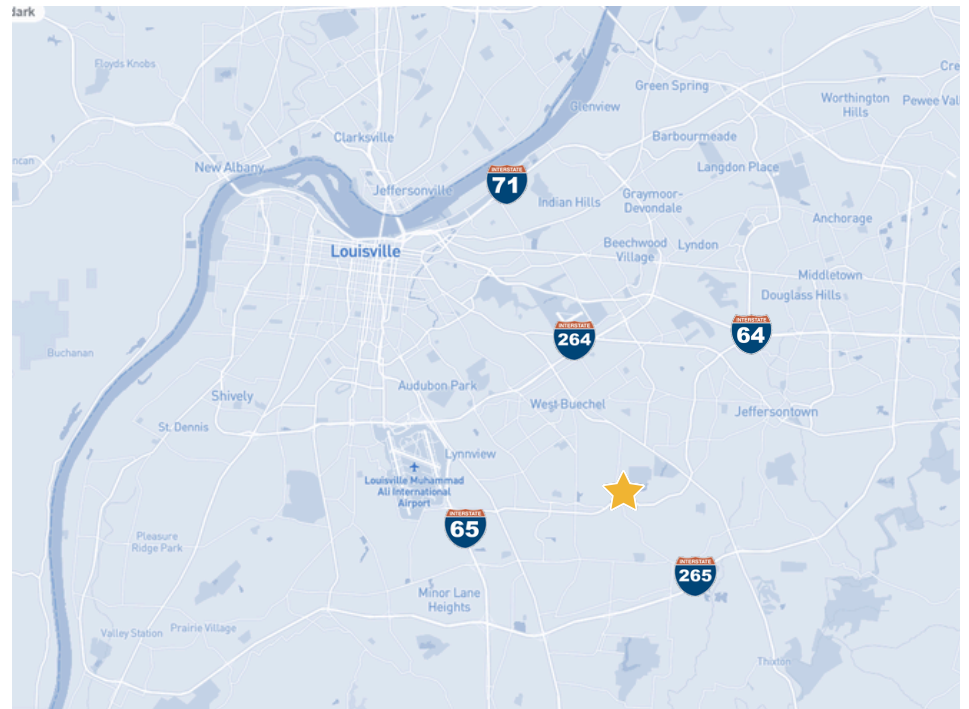 dark
Floyds Knobs
Cre
Green Spring
Worthington
Hills
Pewee Val
Glenview
Clarksville
Barbourmeade
New Albany
Langdon Place
INTERSTATE
71
Jeffersonville
Indian Hills
Graymoor-
Devondale
Anchorage
Louisville
Beechwood
Village
Lyndon
Middletown
Douglass Hills
INTERSTATE
264
INTERSTATE
64
Buchanan
Audubon Park
Shively
West Buechel
Jeffersontown
St. Dennis
Lynnview
Louisville Muhammad
Ali International
Airport
INTERSTATE
65
Pleasure
Ridge Park
INTERSTATE
265
Minor Lane
Heights
Valley Station
Prairie Village
Thixton